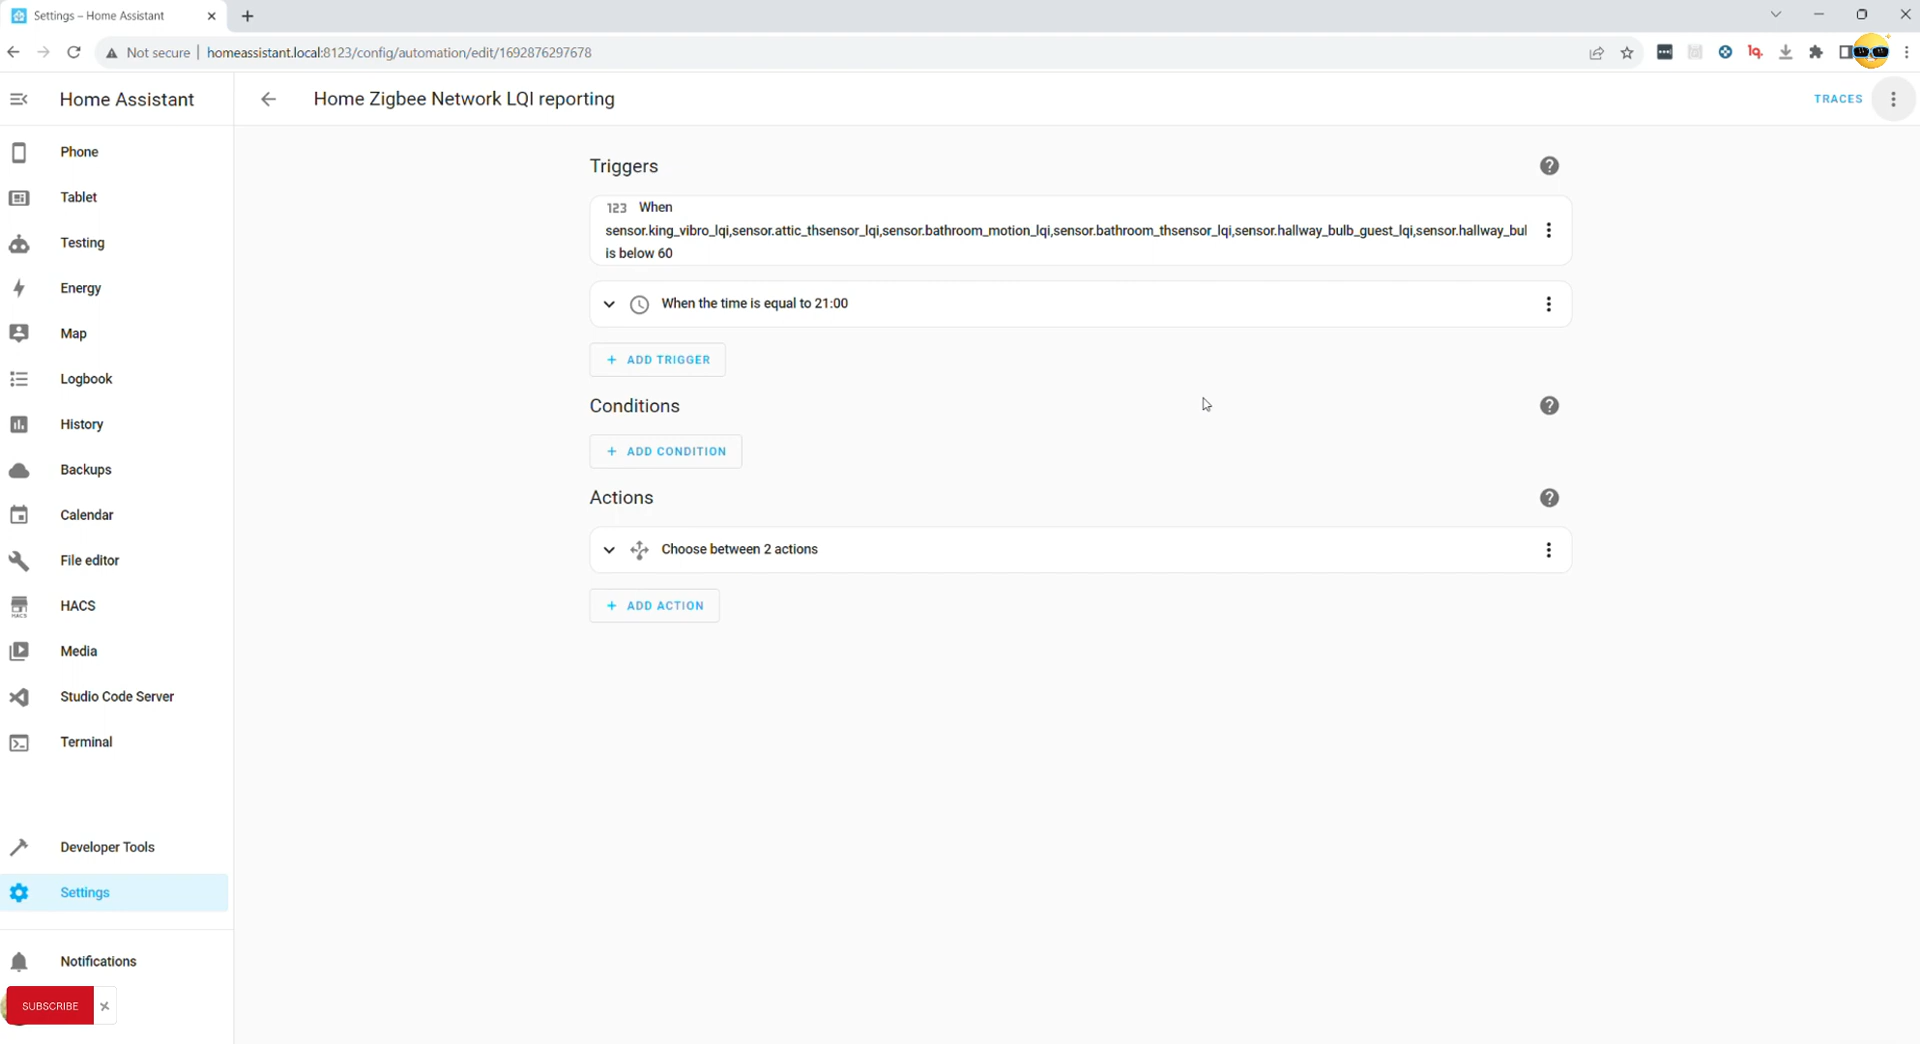 Settings – Home Assistant
Not secure
homeassistant.local:8123/config/automation/edit/1692876297678
Home Assistant
Home Zigbee Network LQI reporting
TRACES
Phone
Tablet
Testing
Energy
Map
Logbook
History
Backups
Calendar
File editor
HACS
HACS
Media
Studio Code Server
Terminal
Developer Tools
Settings
Notifications
SUBSCRIBE
Triggers
123 When
sensor.king_vibro_lqi,sensor.attic_thsensor_lqi,sensor.bathroom_motion_lqi,sensor.bathroom_thsensor_lqi,sensor.hallway_bulb_guest_lqi,sensor.hallway_bul
is below 60
When the time is equal to 21:00
+ ADD TRIGGER
Conditions
+ ADD CONDITION
Actions
Choose between 2 actions
+ ADD ACTION